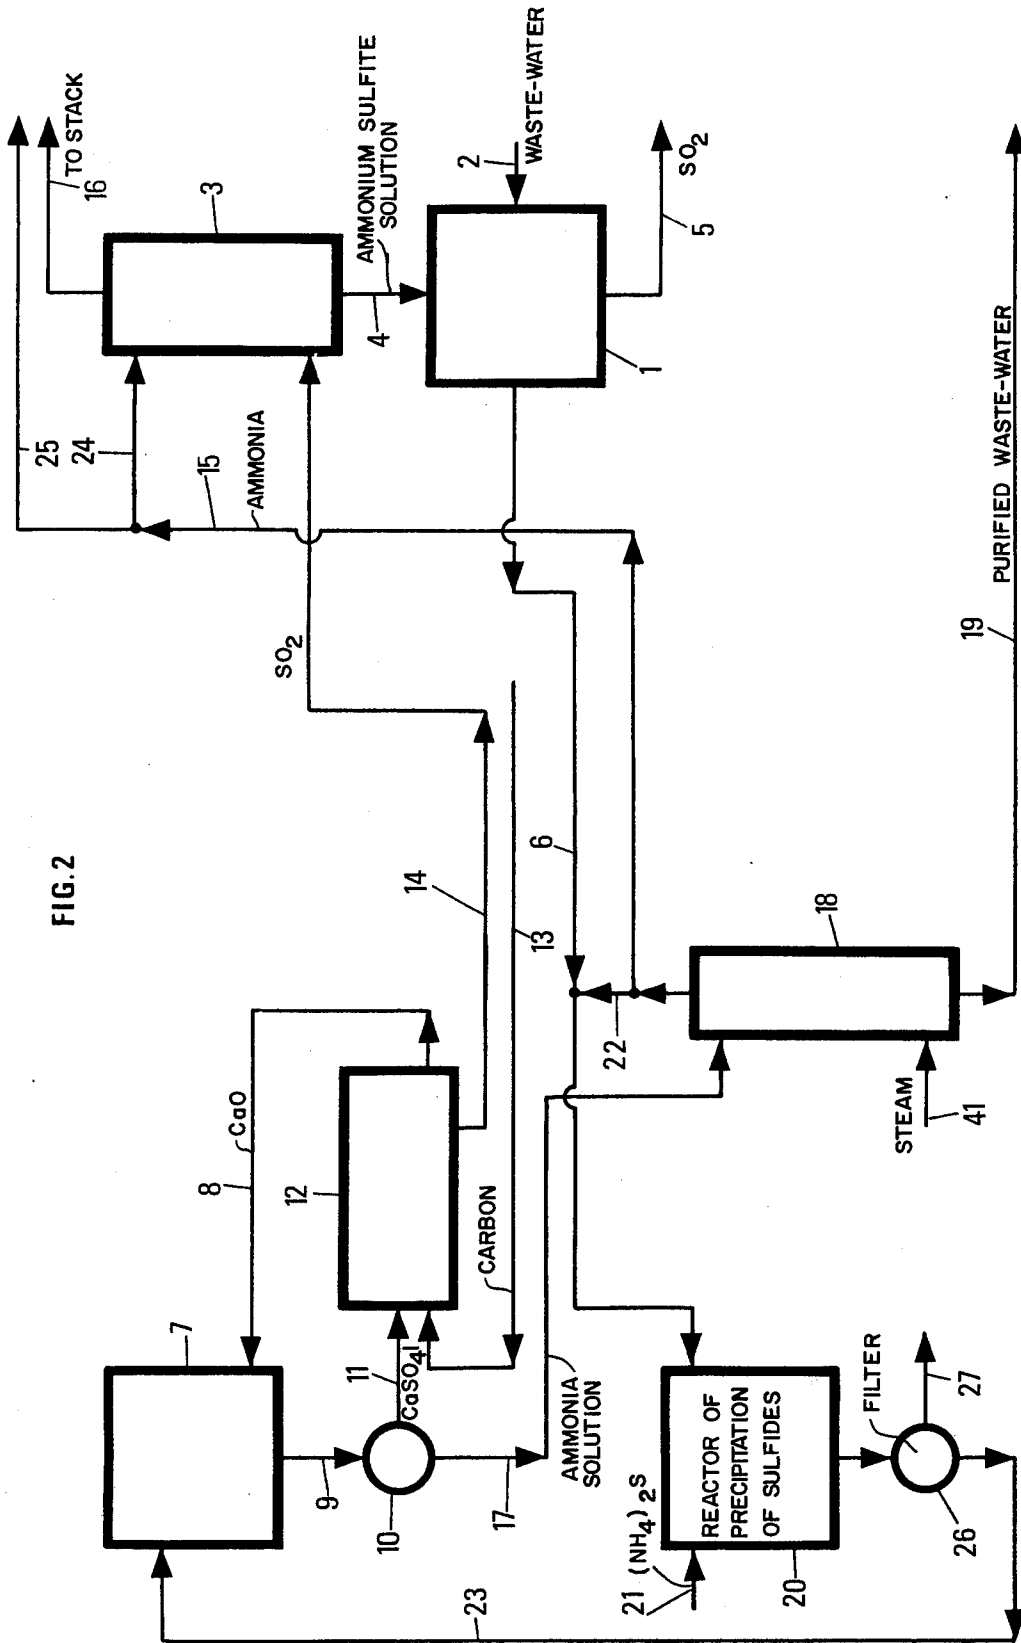 FIG.2
25
16
TO STACK
24
15
AMMONIA
3
AMMONIUM SULFITE
SOLUTION
4
2
WASTE-WATER
1
5
SO2
SO2
14
13
6
8
CaO
12
7
9
10
11
CaSO4
CARBON
17
AMMONIA
SOLUTION
22
18
STEAM
41
19
PURIFIED WASTE-WATER
23
21
(NH4)2S
REACTOR OF
PRECIPITATION
OF SULFIDES
20
FILTER
26
27